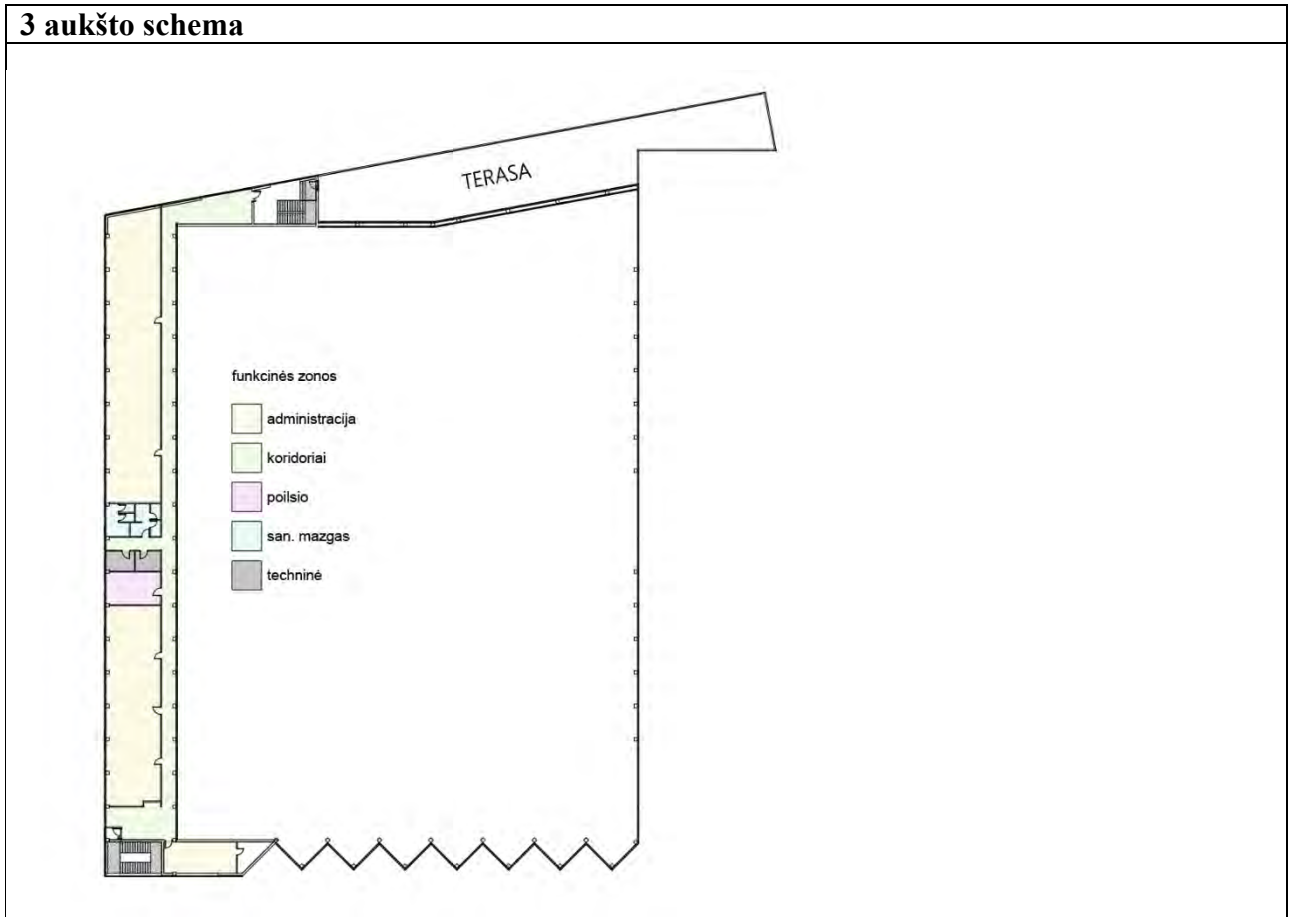 3 aukšto schema
TERASA
funkcinės zonos
administracija
koridoriai
poilsio
san. mazgas
techninė